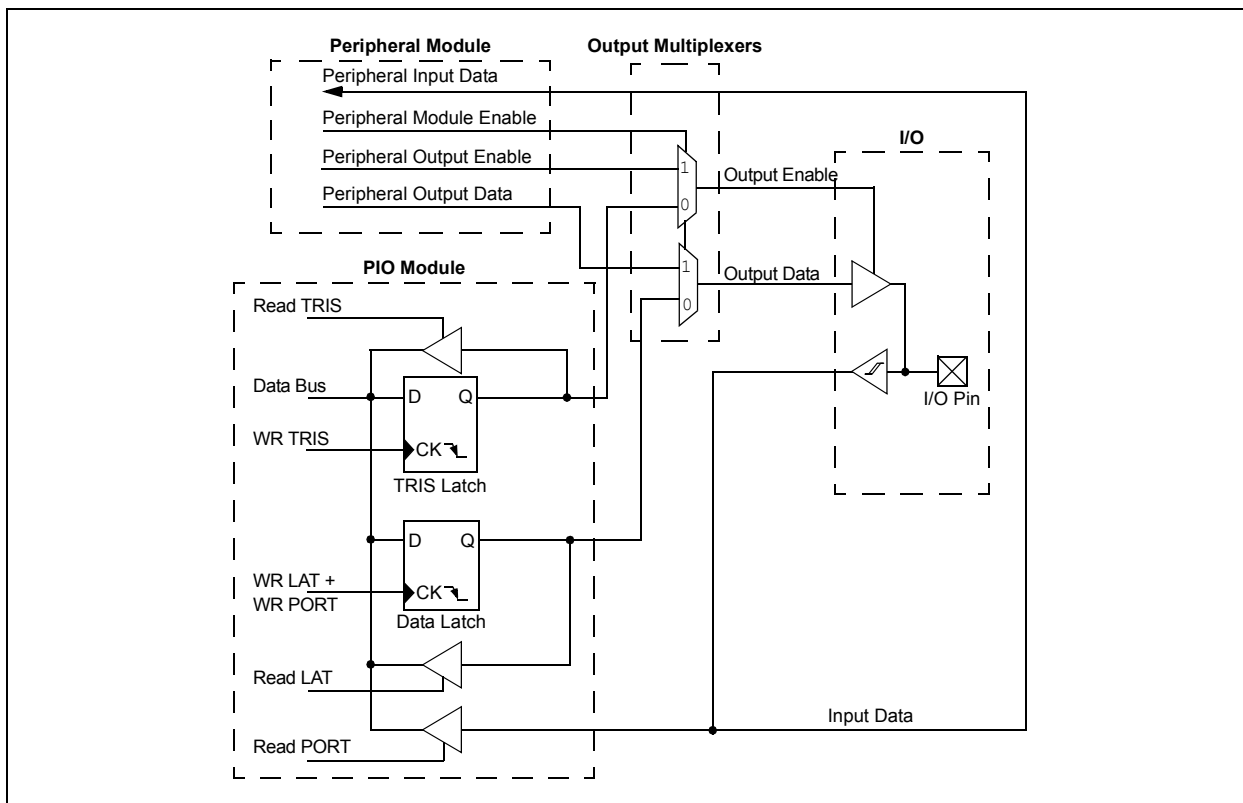 Peripheral Module
Output Multiplexers
Peripheral Input Data
Peripheral Module Enable
I/O
Peripheral Output Enable
1
Output Enable
Peripheral Output Data
0
PIO Module
1
Output Data
Read TRIS
0
Data Bus
D
Q
I/O Pin
WR TRIS
CK
TRIS Latch
D
Q
WR LAT +
WR PORT
CK
Data Latch
Read LAT
Input Data
Read PORT